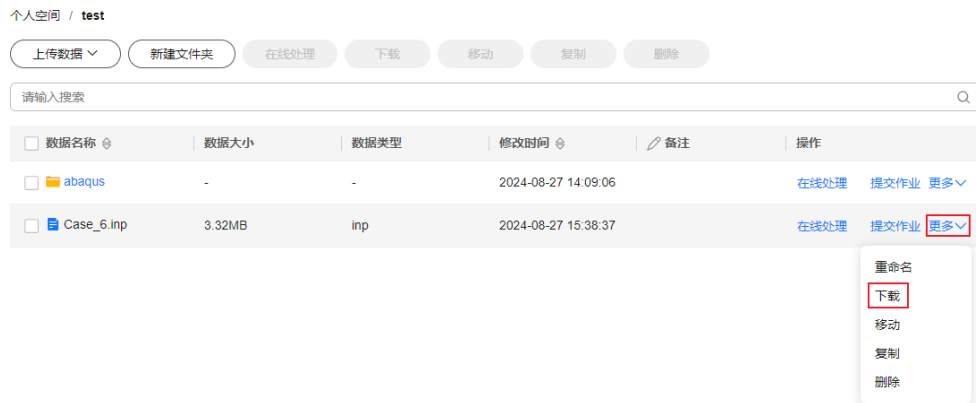 个人空间 / test
上传数据 新建文件夹 在线处理 下载 移动 复制 删除
请输入搜索
数据名称 数据大小 数据类型 修改时间 备注 操作
abaqus - - 2024-08-27 14:09:06 在线处理 提交作业 更多
Case_6.inp 3.32MB inp 2024-08-27 15:38:37 在线处理 提交作业 更多
重命名
下载
移动
复制
删除